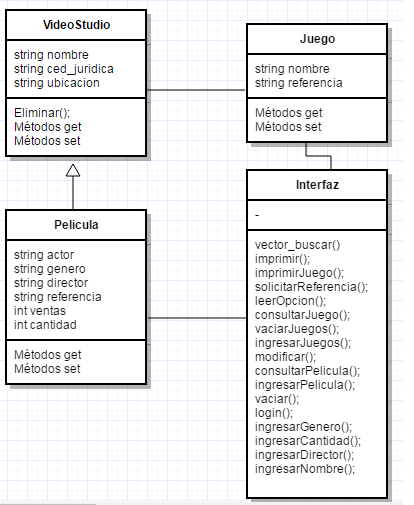 VideoStudio
string nombre
string ced_juridica
string ubicacion
Eliminar();
Métodos get
Métodos set
Juego
string nombre
string referencia
Métodos get
Métodos set
Pelicula
string actor
string genero
string director
string referencia
int ventas
int cantidad
Métodos get
Métodos set
Interfaz
-
vector_buscar()
imprimir();
imprimirJuego();
solicitarReferencia();
leerOpcion();
consultarJuego();
vaciarJuegos();
ingresarJuegos();
modificar();
consultarPelicula();
ingresarPelicula();
vaciar();
login();
ingresarGenero();
ingresarCantidad();
ingresarDirector();
ingresarNombre();